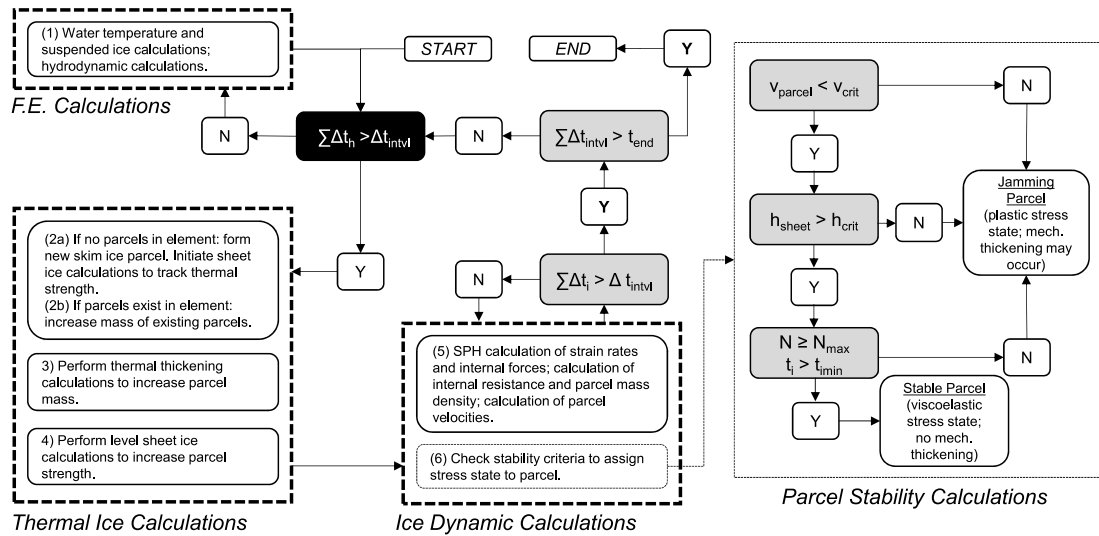 (1) Water temperature and
suspended ice calculations;
hydrodynamic calculations.
F.E. Calculations
START
END
Y
N
∑Δt_h >Δt_intvl
N
∑Δt_intvl > t_end
Y
Y
N
∑Δt_i > Δ t_intvl
(2a) If no parcels in element: form
new skim ice parcel. Initiate sheet
ice calculations to track thermal
strength.
(2b) If parcels exist in element:
increase mass of existing parcels.
3) Perform thermal thickening
calculations to increase parcel
mass.
4) Perform level sheet ice
calculations to increase parcel
strength.
Thermal Ice Calculations
(5) SPH calculation of strain rates
and internal forces; calculation of
internal resistance and parcel mass
density; calculation of parcel
velocities.
(6) Check stability criteria to assign
stress state to parcel.
Ice Dynamic Calculations
v_parcel < v_crit
N
Y
h_sheet > h_crit
N
Jamming
Parcel
(plastic stress
state; mech.
thickening may
occur)
Y
N ≥ N_max
t_i > t_imin
N
Y
Stable Parcel
(viscoelastic
stress state;
no mech.
thickening)
Parcel Stability Calculations